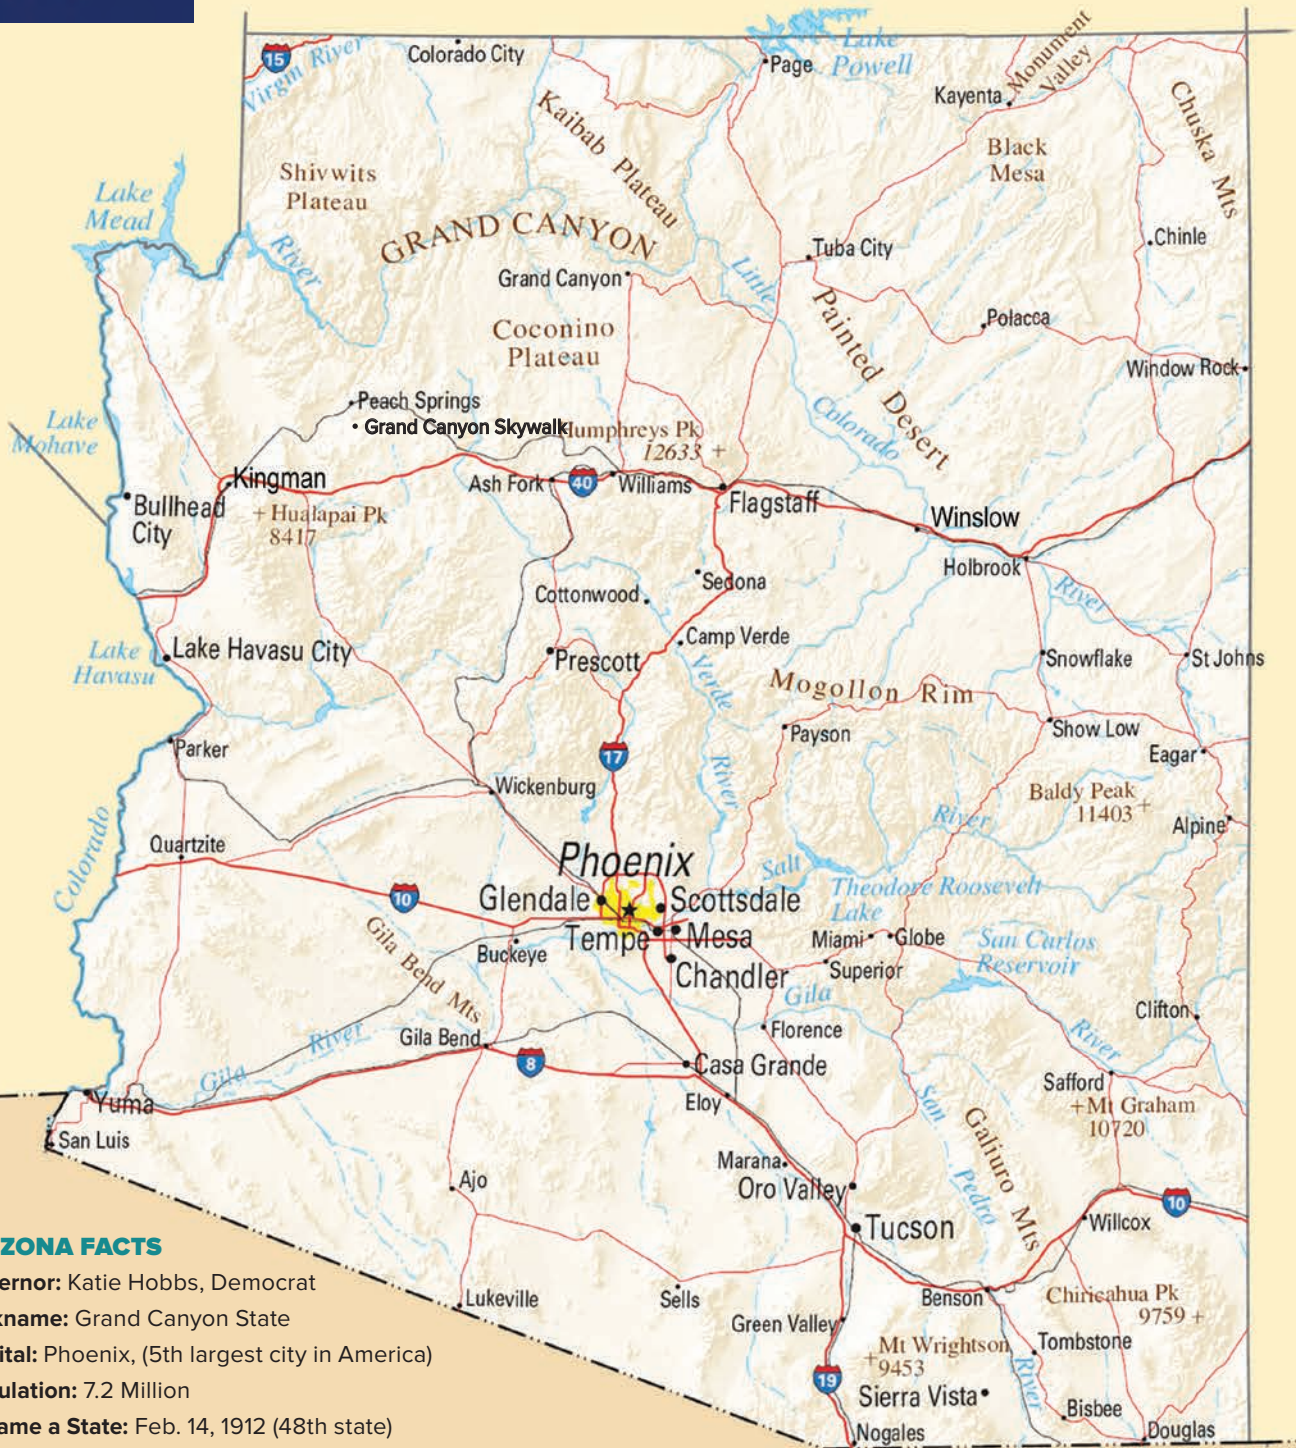 15
Virgin River
Colorado City
Lake
Powell
Page
Monument
Valley
Kayenta
Chuska Mts
Kaibab Plateau
Black
Mesa
Shivwits
Plateau
Lake
Mead
River
GRAND CANYON
Tuba City
Chinle
Grand Canyon
Little
Painted Desert
Polacca
Coconino
Plateau
Window Rock
Peach Springs
• Grand Canyon Skywalk
Humphreys Pk
12633 +
Colorado
Lake
Mohave
Kingman
Ash Fork
40
Williams
Flagstaff
Bullhead
City
+ Hualapai Pk
8417
Winslow
Holbrook
River
Cottonwood
Sedona
Camp Verde
Lake
Havasu
Lake Havasu City
Prescott
Verde
River
Mogollon Rim
Snowflake
St Johns
Parker
Payson
Show Low
Eagar
17
Wickenburg
Baldy Peak
11403 +
Alpine
River
Colorado
Quartzite
Phoenix
Salt
Theodore Roosevelt
Lake
10
Glendale
Scottsdale
Tempe
Mesa
Miami
Globe
San Carlos
Reservoir
Gila Bend Mts
Buckeye
Chandler
Superior
Gila
Clifton
Florence
River
Gila River
Gila Bend
8
Casa Grande
Safford
+Mt Graham
10720
Yuma
Eloy
San Pedro
Galiuro Mts
San Luis
Marana
Oro Valley
Ajo
10
Willcox
Tucson
Lukeville
Sells
Benson
Chiricahua Pk
9759 +
Green Valley
Tombstone
+Mt Wrightson
9453
River
19
Sierra Vista
Bisbee
Nogales
Douglas
ZONA FACTS
ernor: Katie Hobbs, Democrat
kname: Grand Canyon State
ital: Phoenix, (5th largest city in America)
ulation: 7.2 Million
ame a State: Feb. 14, 1912 (48th state)